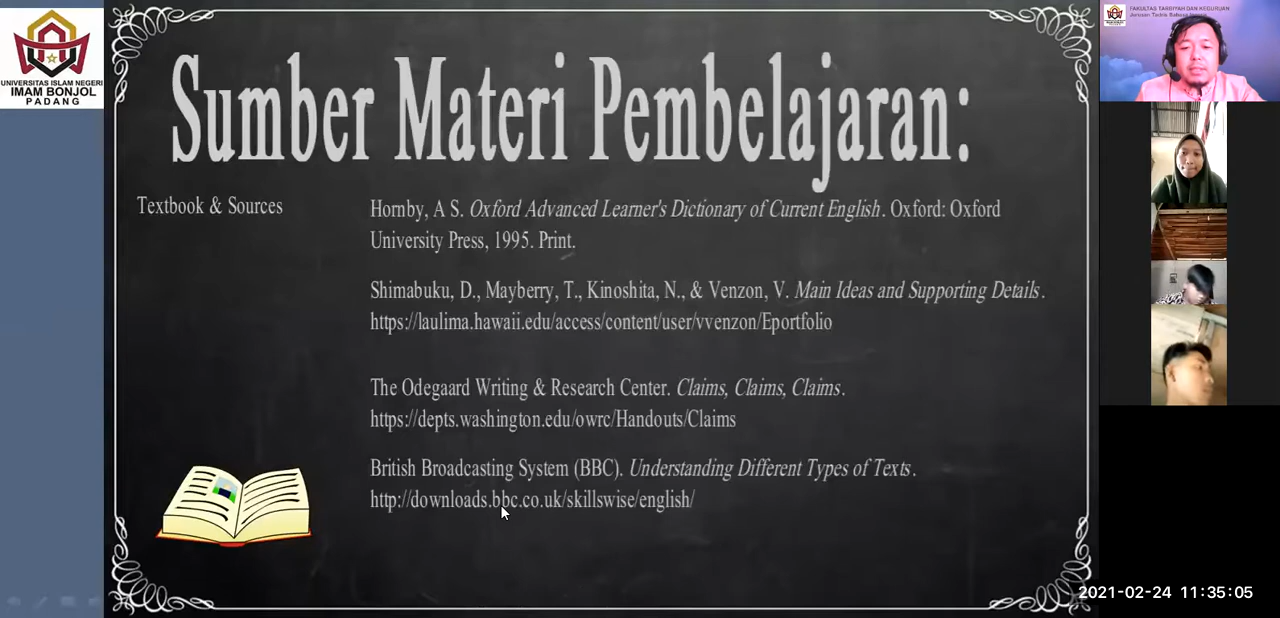 UNIVERSITAS ISLAM NEGERI
IMAM BONJOL
PADANG
Sumber Materi Pembelajaran:
Textbook & Sources
Hornby, A S. Oxford Advanced Learner's Dictionary of Current English. Oxford: Oxford
University Press, 1995. Print.
Shimabuku, D., Mayberry, T., Kinoshita, N., & Venzon, V. Main Ideas and Supporting Details.
https://laulima.hawaii.edu/access/content/user/vvenzon/Eportfolio
The Odegaard Writing & Research Center. Claims, Claims, Claims.
https://depts.washington.edu/owrc/Handouts/Claims
British Broadcasting System (BBC). Understanding Different Types of Texts.
http://downloads.bbc.co.uk/skillswise/english/
FAKULTAS TARBIYAH DAN KEGURUAN
Jurusan Tadris Bahasa
2021-02-24 11:35:05